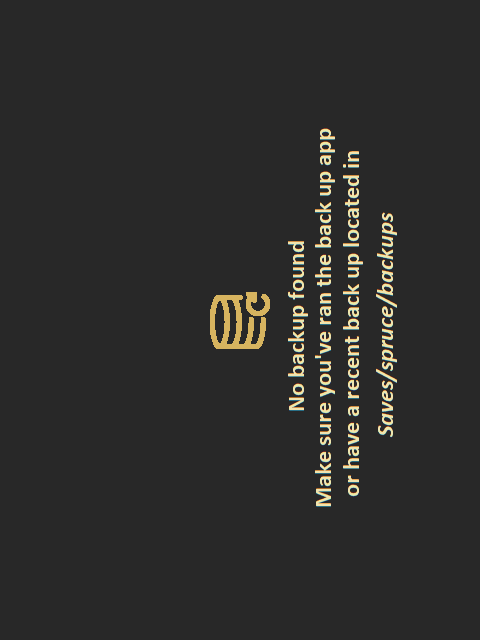 No backup found
Make sure you've ran the back up app
or have a recent back up located in
Saves/spruce/backups